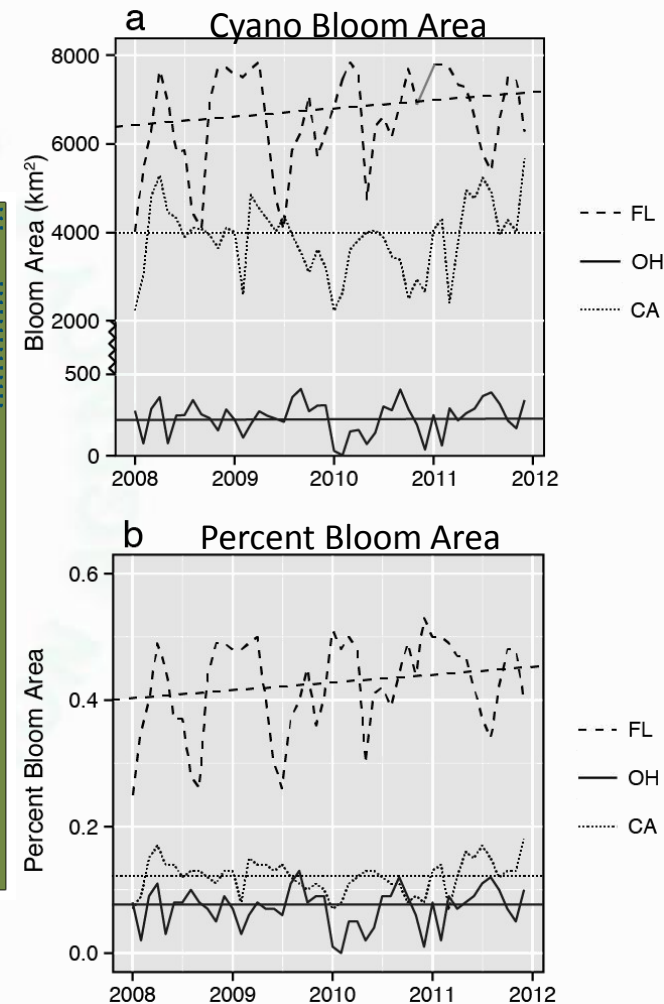 a Cyano Bloom Area
Bloom Area (km²)
8000
6000
4000
2000
500
0
2008 2009 2010 2011 2012
FL
OH
CA
b Percent Bloom Area
Percent Bloom Area
0.6
0.4
0.2
0.0
2008 2009 2010 2011 2012
FL
OH
CA